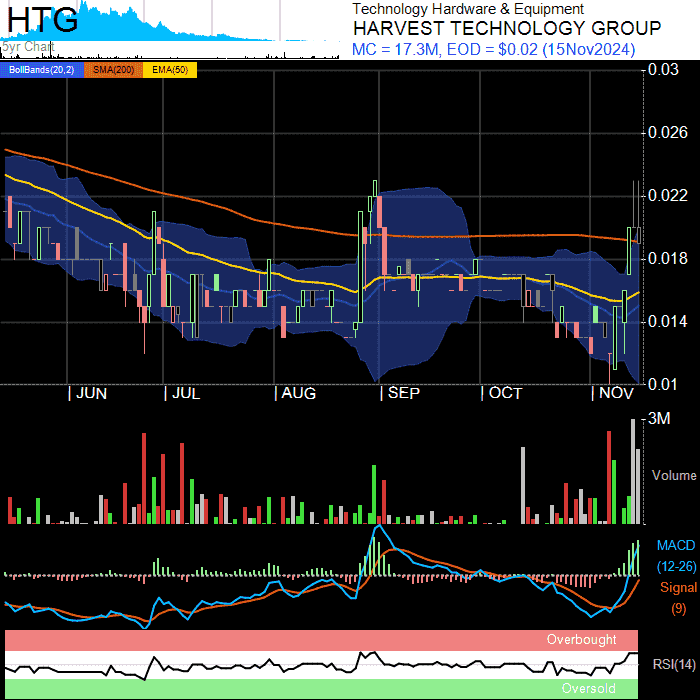 HTG
5yr Chart
Technology Hardware & Equipment
HARVEST TECHNOLOGY GROUP
MC = 17.3M, EOD = $0.02 (15Nov2024)
BollBands(20,2) SMA(200) EMA(50)
0.03
0.026
0.022
0.018
0.014
0.01
JUN JUL AUG SEP OCT NOV
3M
Volume
MACD
(12-26)
Signal
(9)
Overbought
RSI(14)
Oversold